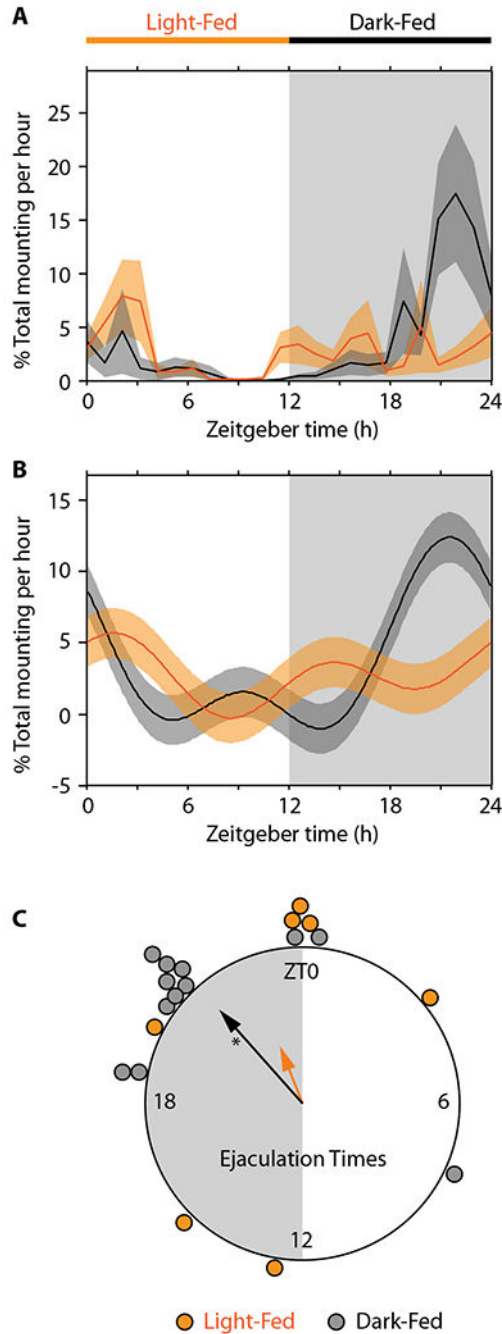 A
Light-Fed
Dark-Fed
% Total mounting per hour
25
20
15
10
5
0
0
6
12
18
24
Zeitgeber time (h)
B
% Total mounting per hour
15
10
5
0
-5
0
6
12
18
24
Zeitgeber time (h)
C
ZT0
*
18
6
Ejaculation Times
12
Light-Fed
Dark-Fed